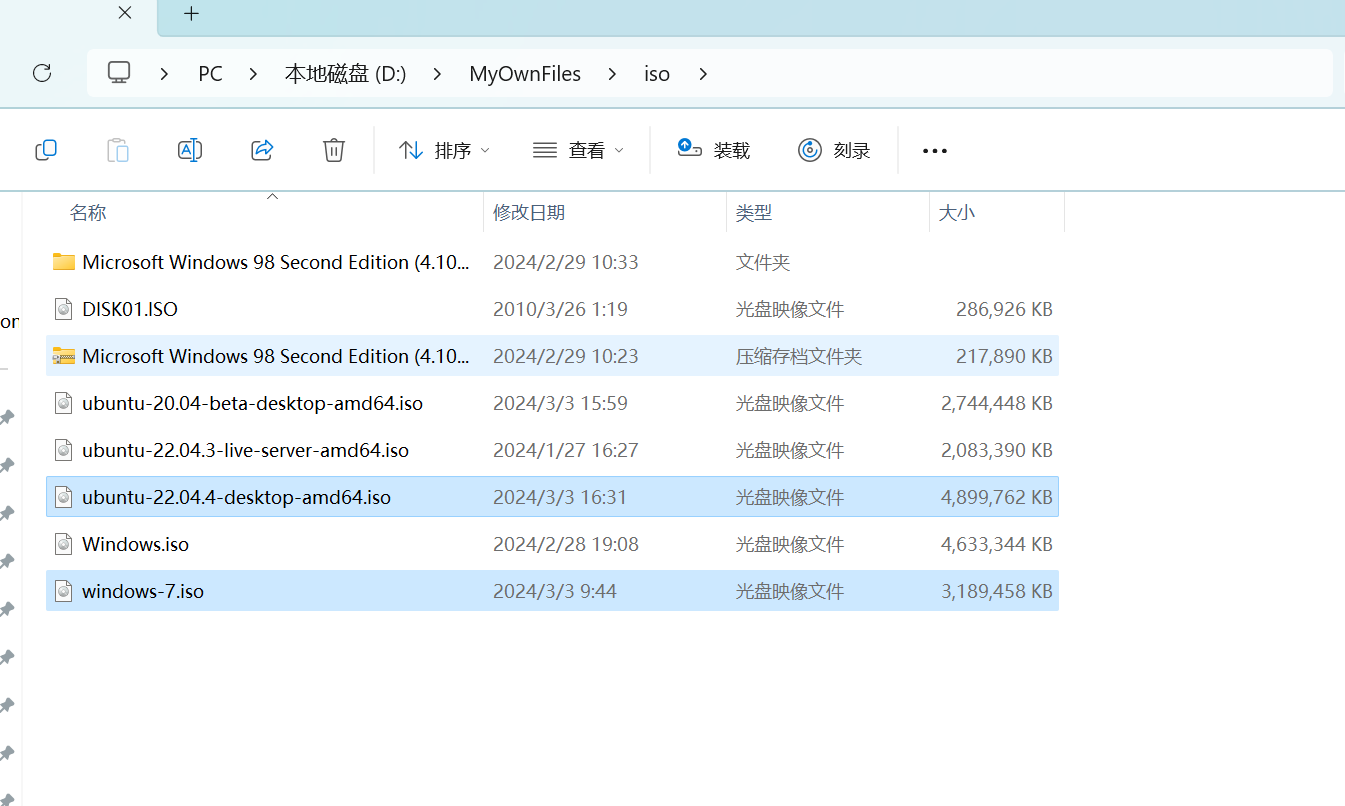 PC 本地磁盘 (D:) MyOwnFiles iso
排序 查看 装载 刻录
名称 修改日期 类型 大小
Microsoft Windows 98 Second Edition (4.10... 2024/2/29 10:33 文件夹
DISK01.ISO 2010/3/26 1:19 光盘映像文件 286,926 KB
on
Microsoft Windows 98 Second Edition (4.10... 2024/2/29 10:23 压缩存档文件夹 217,890 KB
ubuntu-20.04-beta-desktop-amd64.iso 2024/3/3 15:59 光盘映像文件 2,744,448 KB
ubuntu-22.04.3-live-server-amd64.iso 2024/1/27 16:27 光盘映像文件 2,083,390 KB
ubuntu-22.04.4-desktop-amd64.iso 2024/3/3 16:31 光盘映像文件 4,899,762 KB
Windows.iso 2024/2/28 19:08 光盘映像文件 4,633,344 KB
windows-7.iso 2024/3/3 9:44 光盘映像文件 3,189,458 KB